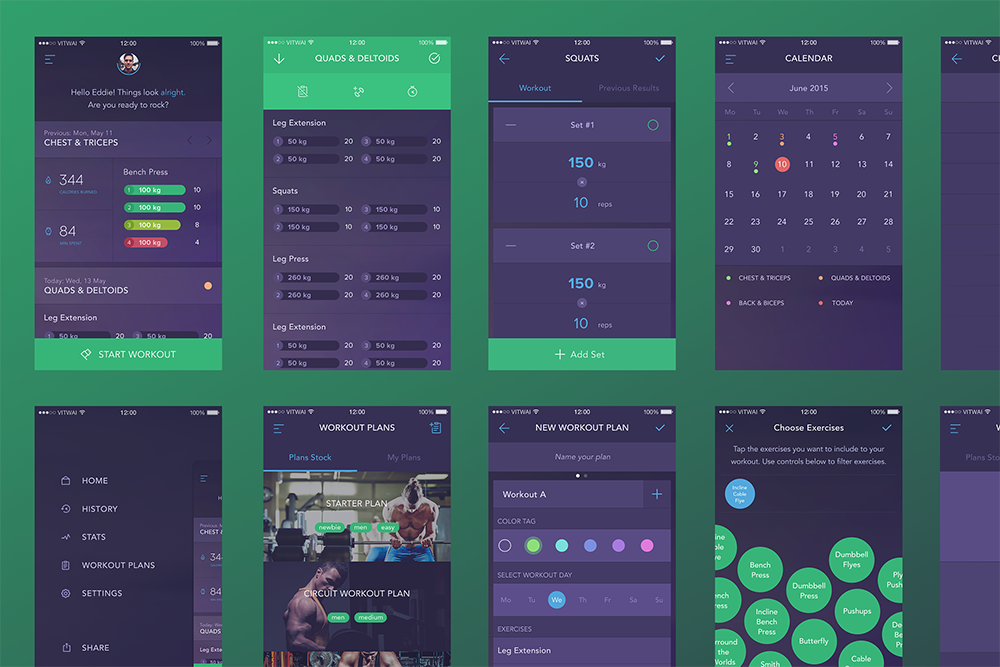 VITWAI 12:00 100%
Hello Eddie! Things look alright.
Are you ready to rock?
Previous: Mon, May 11
CHEST & TRICEPS
344
CALORIES BURNED
84
MIN SPENT
Bench Press
1 100 kg 10
2 100 kg 10
3 100 kg 8
4 100 kg 4
Today: Wed, 13 May
QUADS & DELTOIDS
Leg Extension
1 50 kg 20 3 50 kg 20
START WORKOUT
VITWAI 12:00 100%
QUADS & DELTOIDS
Leg Extension
1 50 kg 20 3 50 kg 20
2 50 kg 20 4 50 kg 20
Squats
1 150 kg 10 3 150 kg 10
2 150 kg 10 4 150 kg 10
Leg Press
1 260 kg 20 3 260 kg 20
2 260 kg 20 4 260 kg 20
Leg Extension
1 50 kg 20 3 50 kg 20
2 50 kg 20 4 50 kg 20
VITWAI 12:00 100%
SQUATS
Workout Previous Results
Set #1
150 kg
×
10 reps
Set #2
150 kg
×
10 reps
+ Add Set
VITWAI 12:00 100%
CALENDAR
June 2015
Mo Tu We Th Fr Sa Su
1 2 3 4 5 6 7
8 9 10 11 12 13 14
15 16 17 18 19 20 21
22 23 24 25 26 27 28
29 30 1 2 3 4 5
CHEST & TRICEPS QUADS & DELTOIDS
BACK & BICEPS TODAY
VITWAI
VITWAI 12:00 100%
HOME
HISTORY
STATS
WORKOUT PLANS
SETTINGS
SHARE
Previous
CHEST
344
84
Today:
QUADS
Leg Ext
VITWAI 12:00 100%
WORKOUT PLANS
Plans Stock My Plans
STARTER PLAN
newbie men easy
CIRCUIT WORKOUT PLAN
men medium
VITWAI 12:00 100%
NEW WORKOUT PLAN
Name your plan
Workout A +
COLOR TAG
SELECT WORKOUT DAY
Mo Tu We Th Fr Sa Su
EXERCISES
Leg Extension
VITWAI 12:00 100%
Choose Exercises
Tap the exercises you want to include to your
workout. Use controls below to filter exercises.
Incline
Cable
Flye
Bench
Press
Dumbbell
Flyes
Dumbbell
Press
Incline
Bench
Press
Pushups
Butterfly
Smith
Cable
round
the
Worlds
VITWAI
Plans Sto